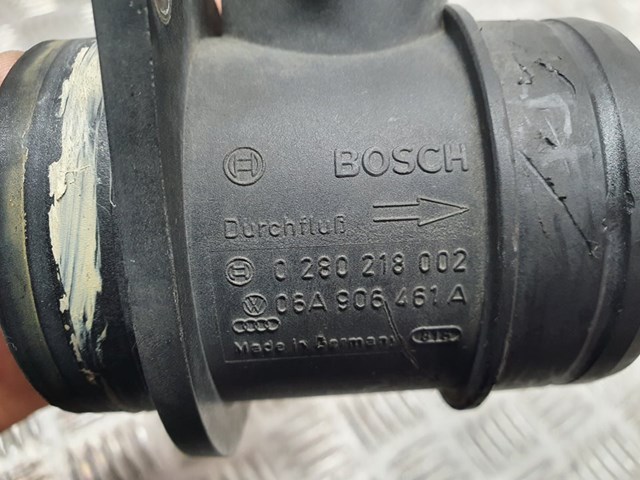 BOSCH
Durchfluß
0 280 218 002
06A 906 461 A
Made in Germany